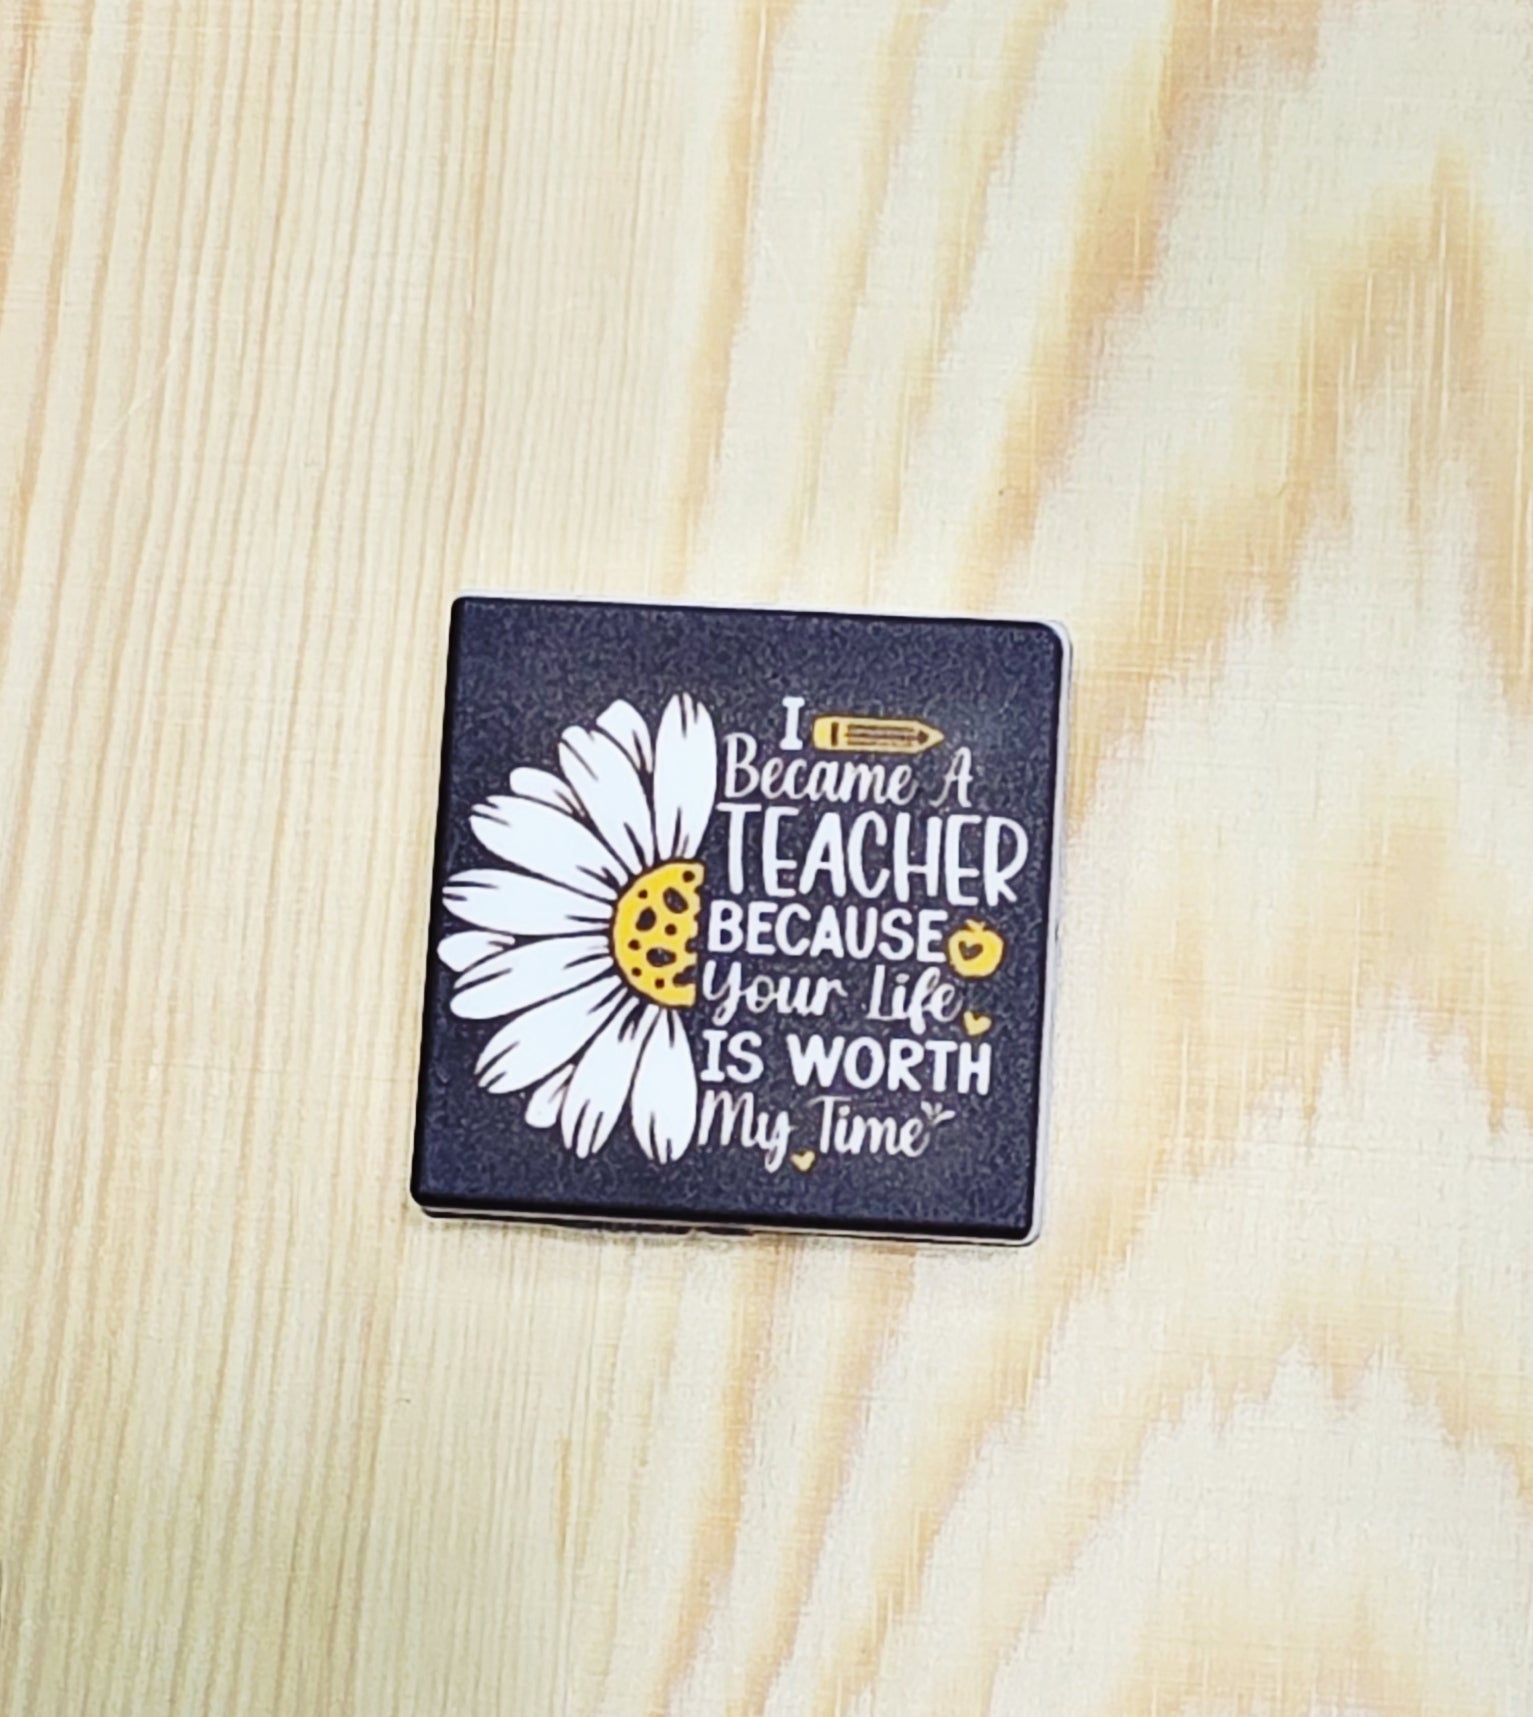 I
Became A
TEACHER
BECAUSE
Your Life
IS WORTH
My Time